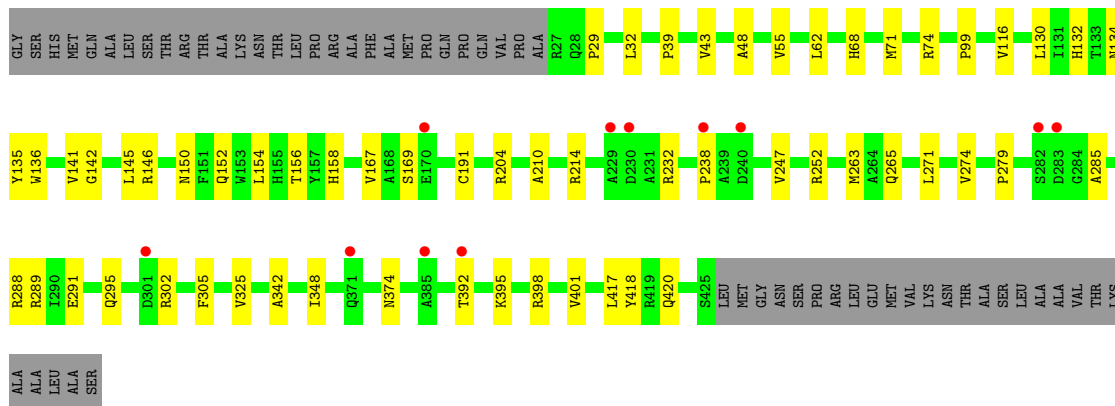 GLY SER HIS MET GLN ALA LEU SER THR ARG THR ALA LYS ASN THR LEU PRO ARG ALA PHE ALA MET PRO GLN PRO GLN VAL PRO ALA R27 Q28 P29 L32 P39 V43 A48 V55 L62 H68 M71 R74 P99 V116 L130 I131 H132 T133 N134
Y135 W136 V141 G142 L145 R146 N150 F151 Q152 W153 L154 H155 T156 Y157 H158 V167 A168 S169 E170 C191 R204 A210 R214 A229 D230 A231 R232 P238 A239 D240 V247 R252 M263 A264 Q265 L271 V274 P279 S282 D283 G284 A285
R288 R289 I290 E291 Q295 D301 R302 F305 V325 A342 I348 Q371 N374 A385 T392 K395 R398 V401 L417 Y418 R419 Q420 S425 LEU MET GLY ASN SER PRO ARG LEU GLU MET VAL LYS ASN THR ALA SER LEU ALA ALA VAL THR LYS
ALA ALA LEU ALA SER